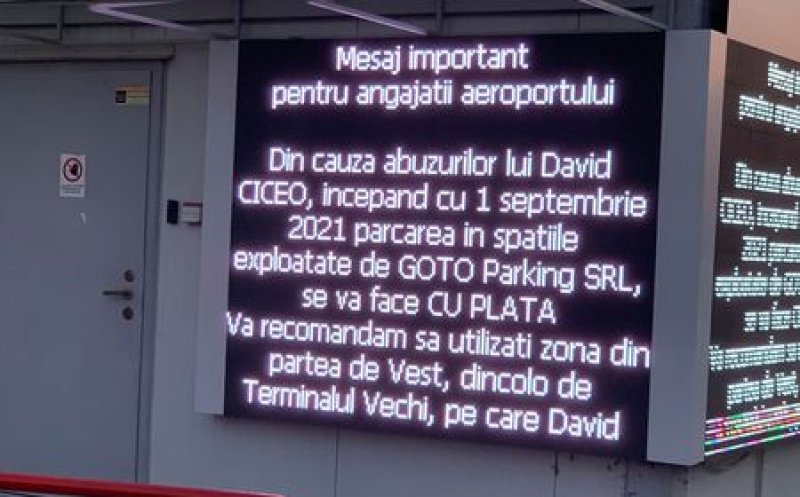 Mesaj important
pentru angajatii aeroportului
Din cauza abuzurilor lui David
CICEO, incepand cu 1 septembrie
2021 parcarea in spatiile
exploatate de GOTO Parking SRL,
se va face CU PLATA
Va recomandam sa utilizati zona din
partea de Vest, dincolo de
Terminalul Vechi, pe care David